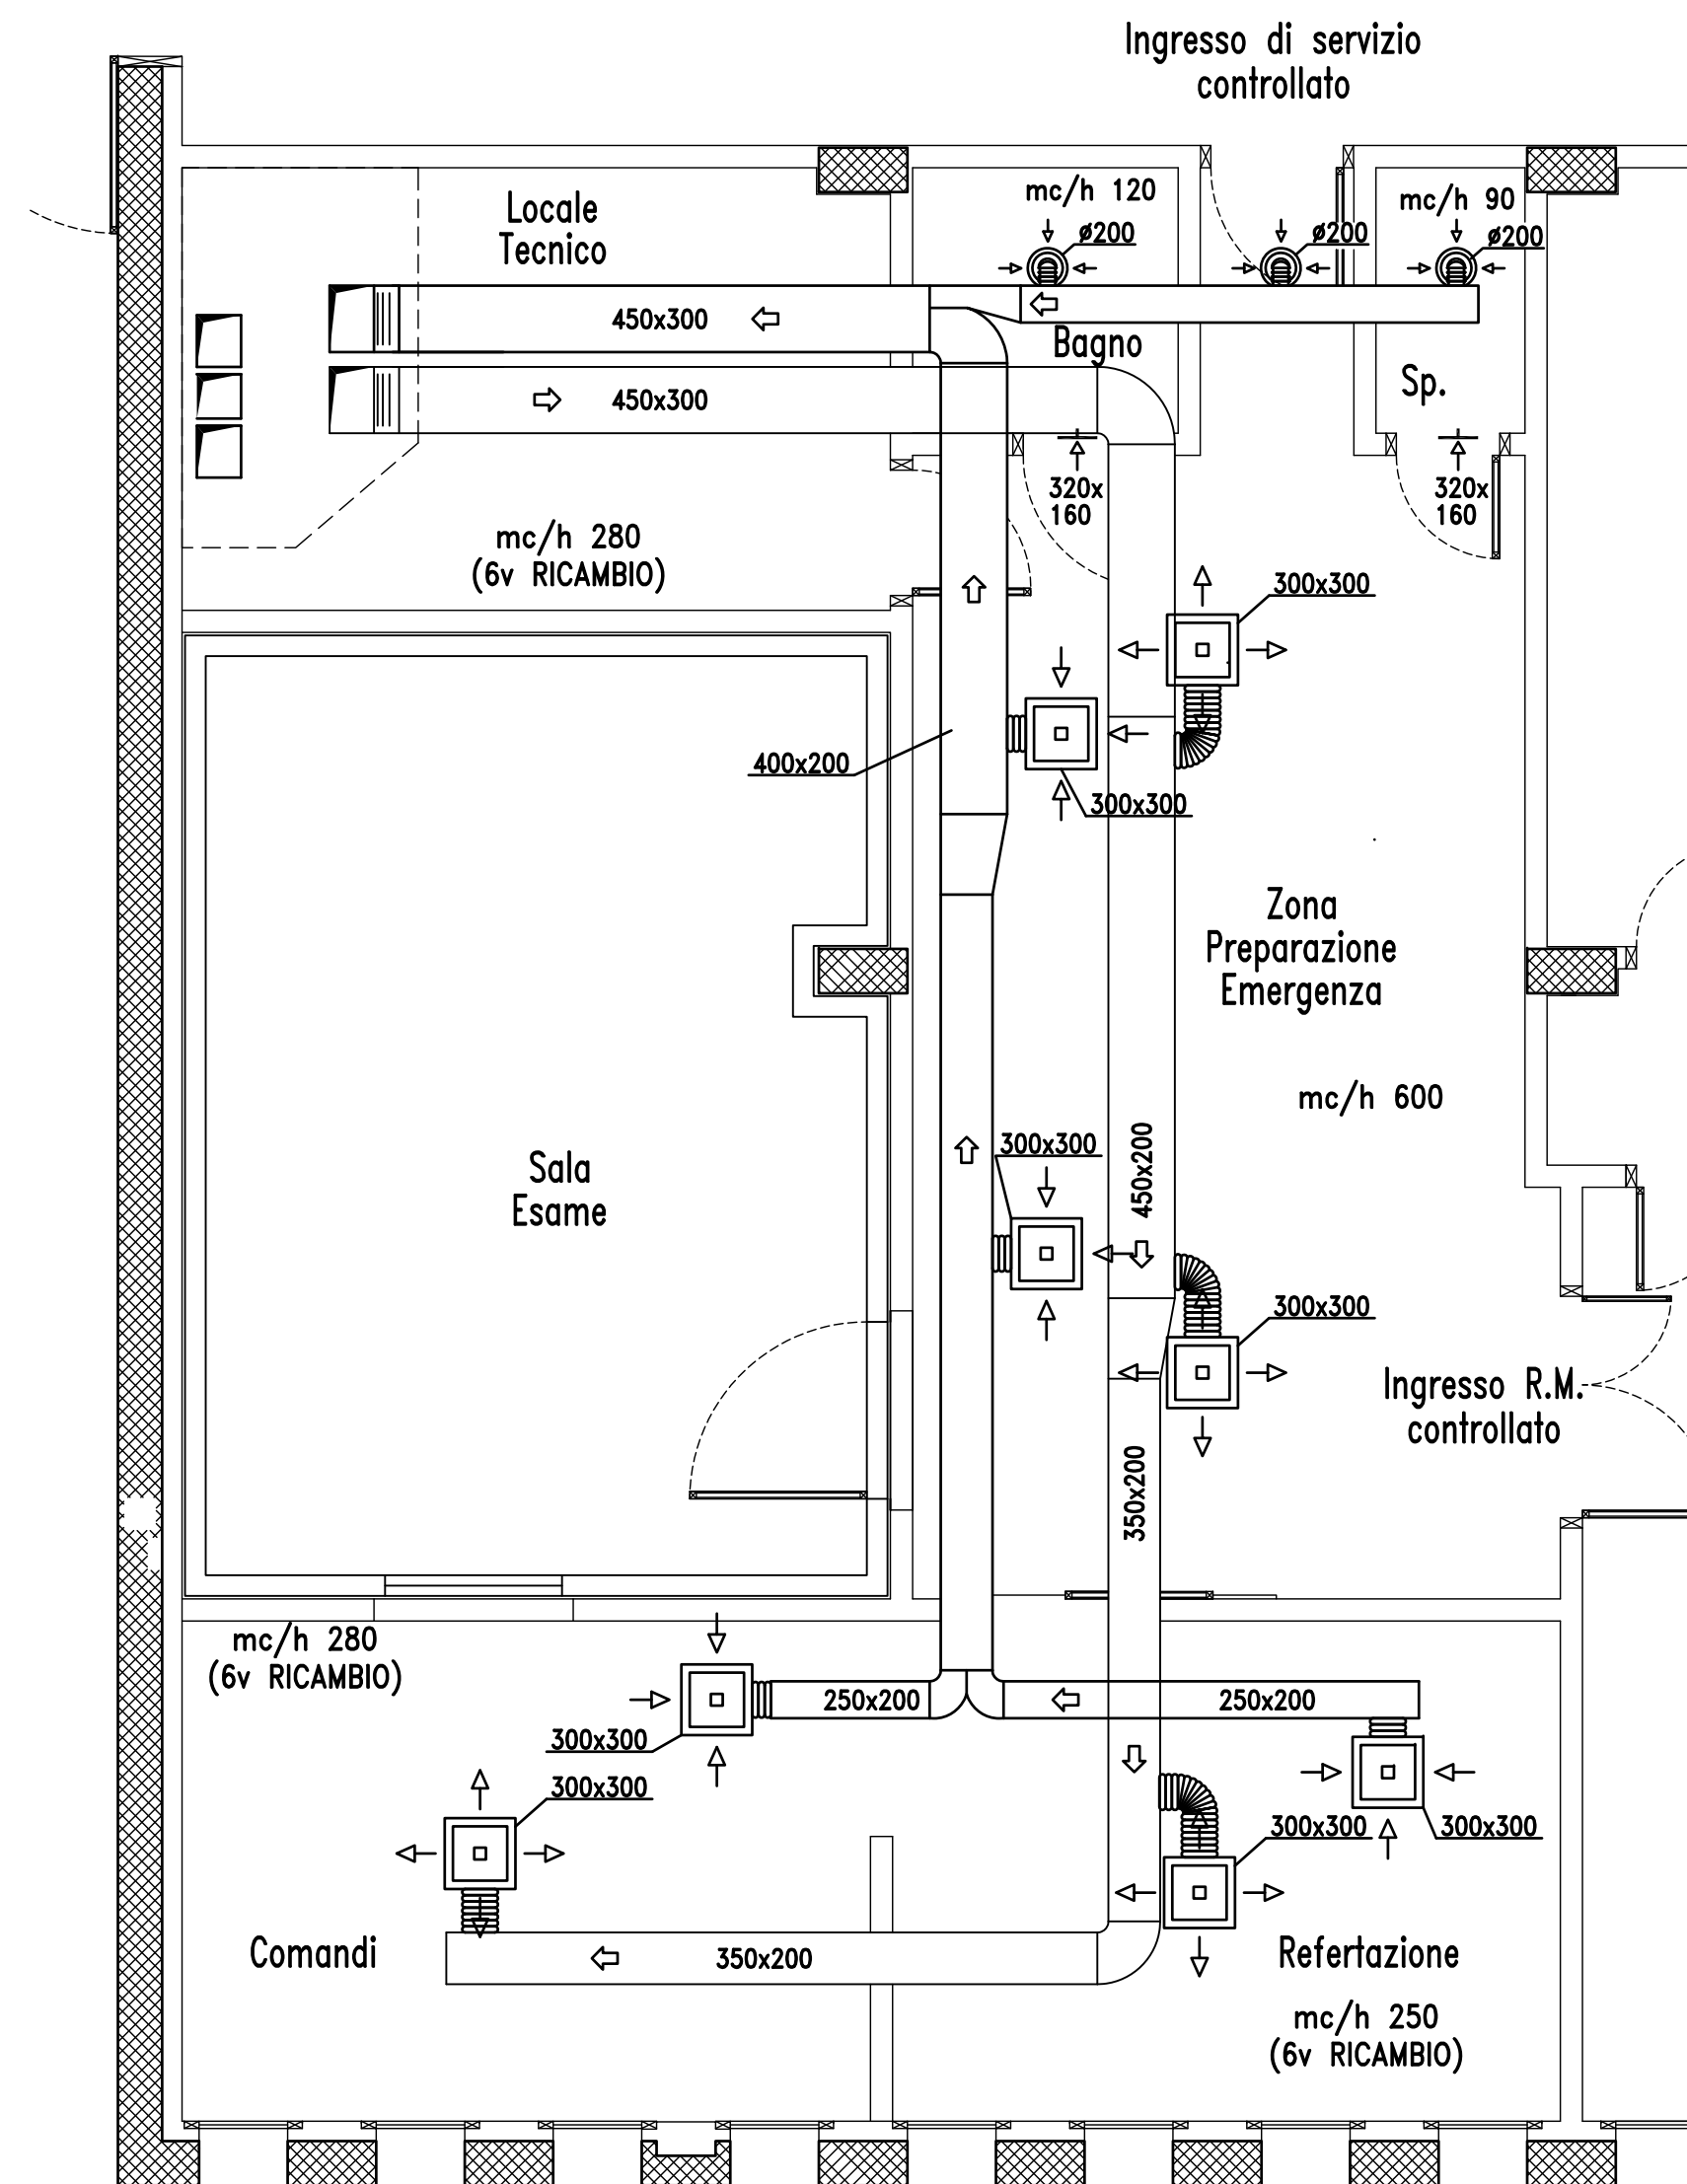 Ingresso di servizio
controllato
Locale
Tecnico
mc/h 120
ø200
ø200
mc/h 90
ø200
450x300
Bagno
Sp.
450x300
320x
160
320x
160
mc/h 280
(6v RICAMBIO)
300x300
400x200
300x300
Zona
Preparazione
Emergenza
mc/h 600
300x300
450x200
Sala
Esame
300x300
Ingresso R.M.
controllato
350x200
mc/h 280
(6v RICAMBIO)
250x200
250x200
300x300
300x300
300x300
300x300
Comandi
350x200
Refertazione
mc/h 250
(6v RICAMBIO)